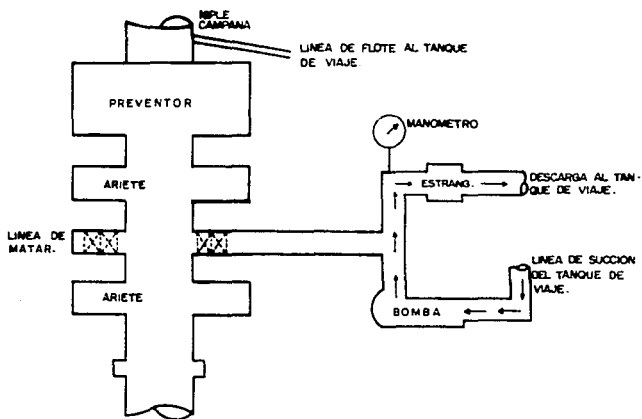 NIPLE
CAMPANA
LINEA DE FLOTE AL TANQUE
DE VIAJE
PREVENTOR
MANOMETRO
ARIETE
ESTRANG.
DESCARGA AL TAN-
QUE DE VIAJE.
LINEA DE
MATAR.
LINEA DE SUCCIÓN
DEL TANQUE DE
VIAJE.
ARIETE
BOMBA